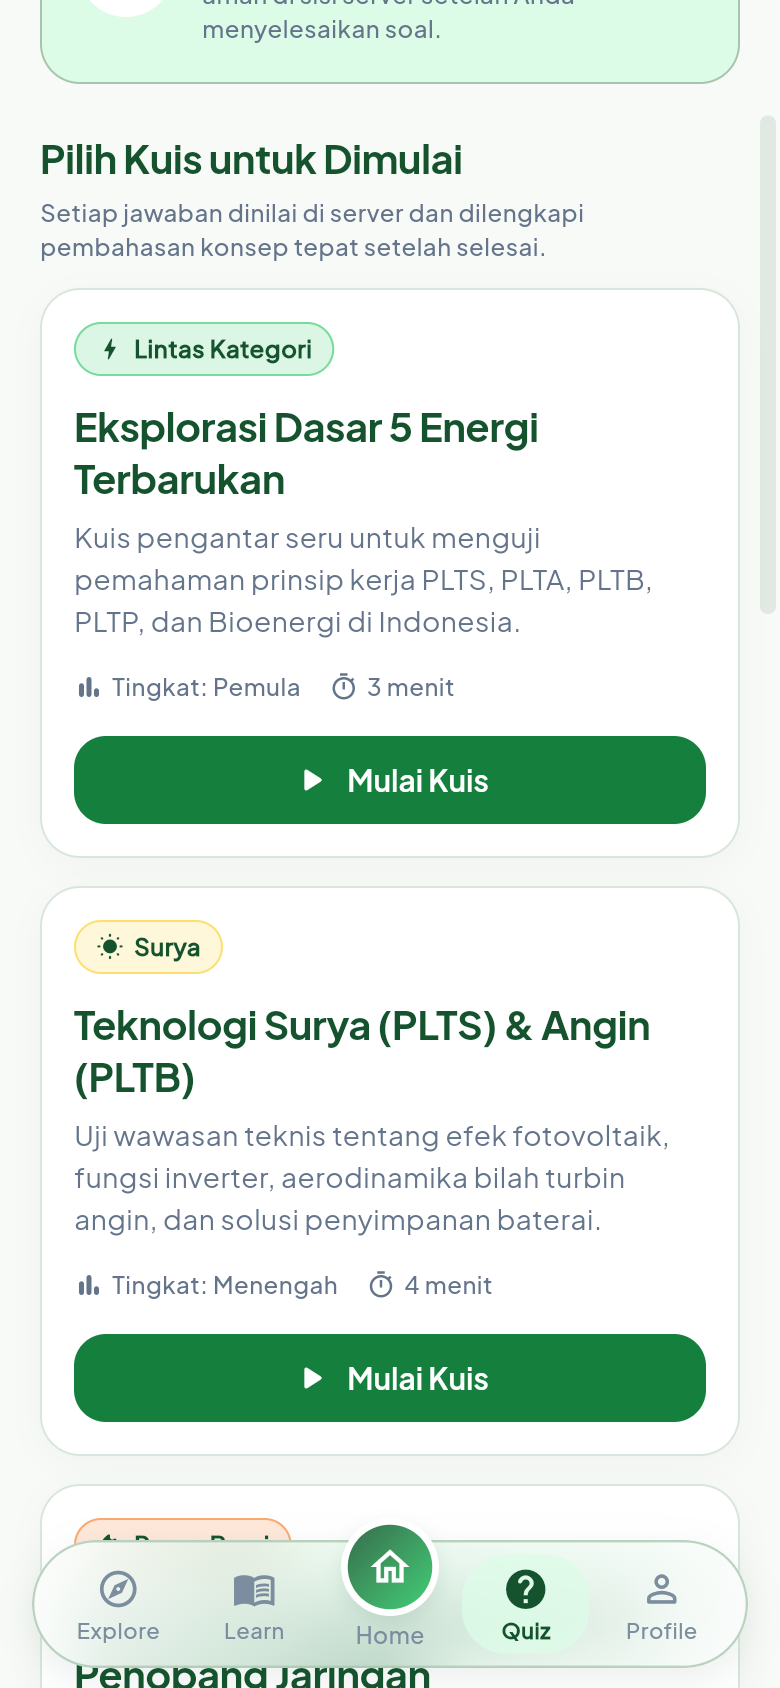 menyelesaikan soal.
Pilih Kuis untuk Dimulai
Setiap jawaban dinilai di server dan dilengkapi
pembahasan konsep tepat setelah selesai.
Lintas Kategori
Eksplorasi Dasar 5 Energi
Terbarukan
Kuis pengantar seru untuk menguji
pemahaman prinsip kerja PLTS, PLTA, PLTB,
PLTP, dan Bioenergi di Indonesia.
Tingkat: Pemula 3 menit
Mulai Kuis
Surya
Teknologi Surya (PLTS) & Angin
(PLTB)
Uji wawasan teknis tentang efek fotovoltaik,
fungsi inverter, aerodinamika bilah turbin
angin, dan solusi penyimpanan baterai.
Tingkat: Menengah 4 menit
Mulai Kuis
Explore Learn Home Quiz Profile
Jaringan